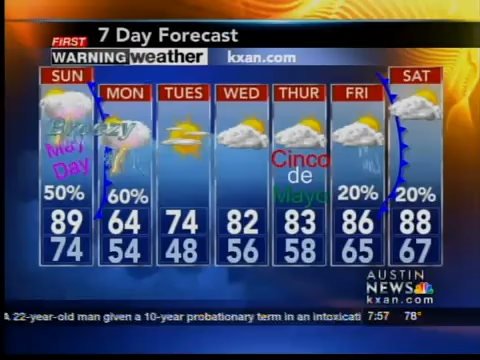 FIRST 7 Day Forecast
WARNING weather kxan.com
SUN MON TUES WED THUR FRI SAT
Breezy
May
Day
Cinco
de
Mayo
50% 60% 20% 20%
89 64 74 82 83 86 88
74 54 48 56 58 65 67
AUSTIN
NEWS
kxan.com
A 22-year-old man given a 10-year probationary term in an intoxicati 7:57 78°